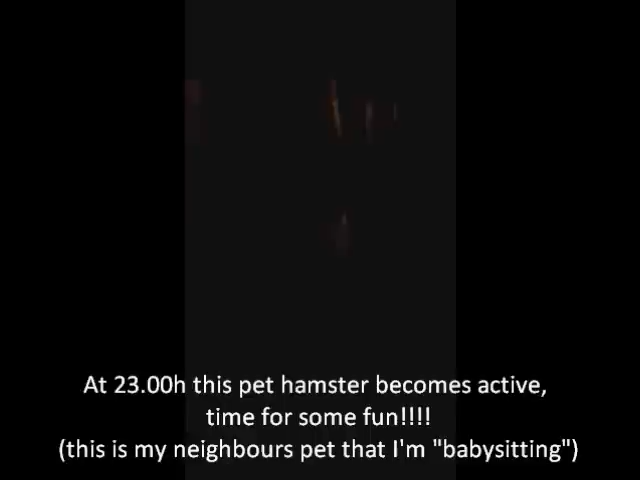 At 23.00h this pet hamster becomes active,
time for some fun!!!!
(this is my neighbours pet that I'm "babysitting")